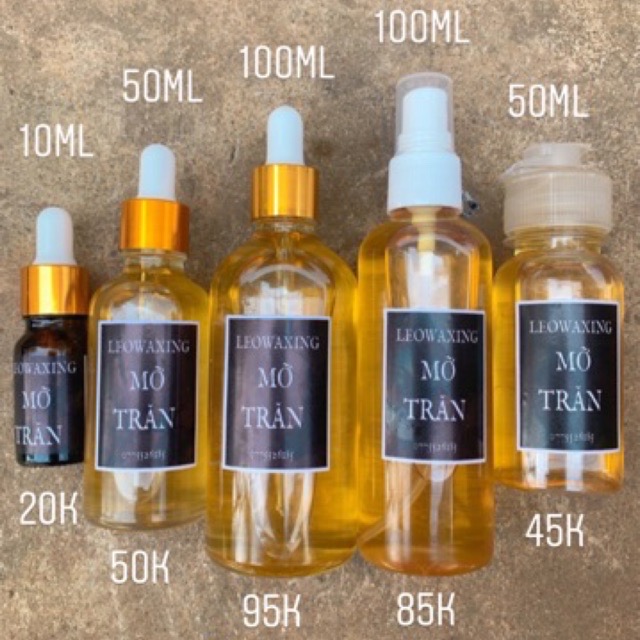 10ML
50ML
100ML
100ML
50ML
LEOWAXING
MỠ
TRĂN
LEOWAXING
MỠ
TRĂN
LEOWAXING
MỠ
TRĂN
LEOWAXING
MỠ
TRĂN
LEOWAXING
MỠ
TRĂN
20K
50K
95K
85K
45K